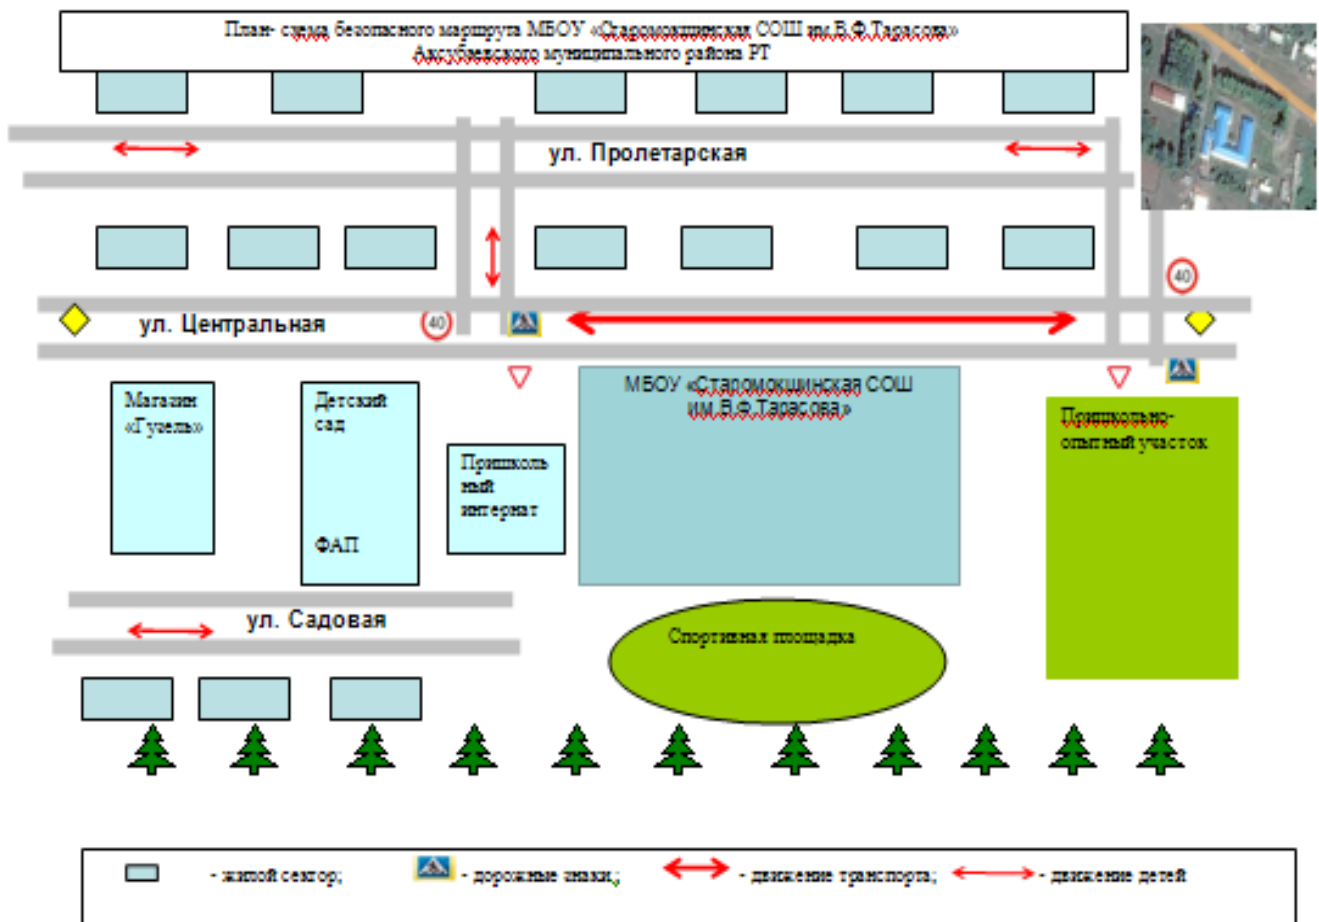 План- схема безопасного маршрута МБОУ «Старомокшинская СОШ им.В.Ф.Тарасова»
Аксубаевского муниципального района РТ
ул. Пролетарская
40
ул. Центральная
40
МБОУ «Старомокшинская СОШ
им.В.Ф.Тарасова»
Магазин
«Гузель»
Детский
сад
ФАП
Пришколь
ный
интернат
Пришкольно-
опытный участок
ул. Садовая
Спортивная площадка
- жилой сектор;
- дорожные знаки,;
- движение транспорта;
- движение детей